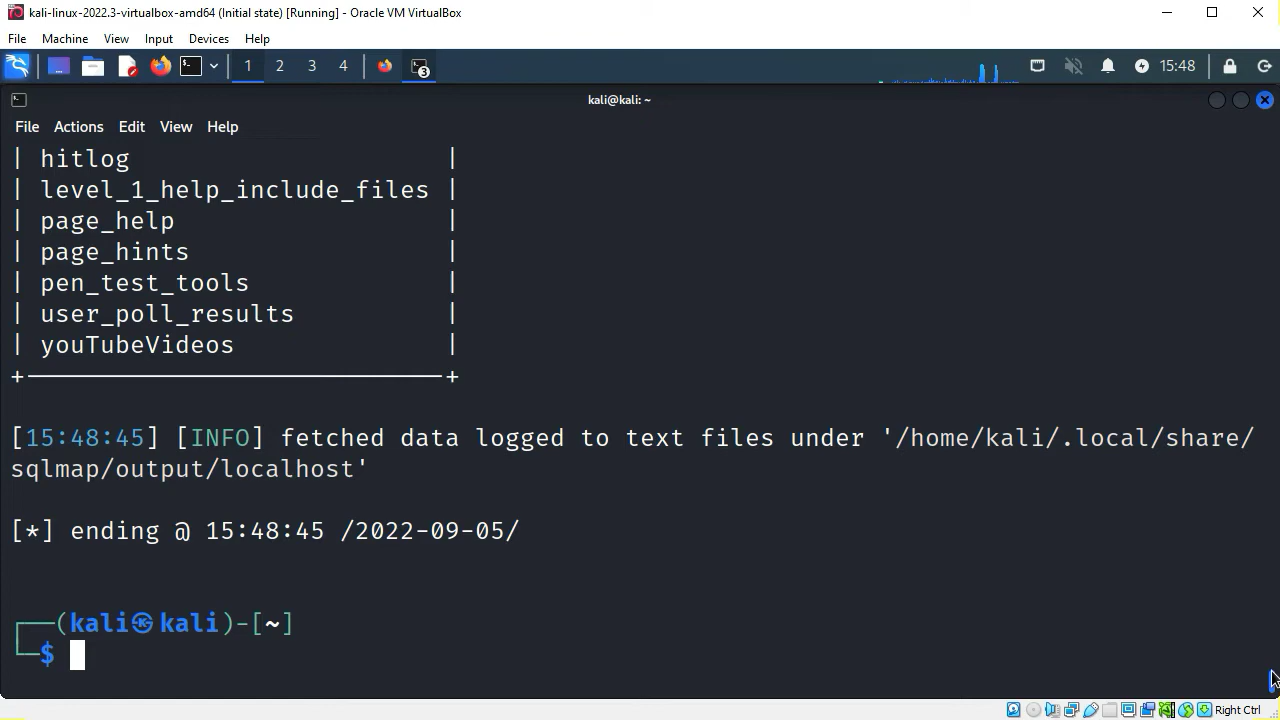 kali-linux-2022.3-virtualbox-amd64 (Initial state) [Running] - Oracle VM VirtualBox
File Machine View Input Devices Help
1 2 3 4 3 15:48
kali@kali: ~
File Actions Edit View Help
| hitlog |
| level_1_help_include_files |
| page_help |
| page_hints |
| pen_test_tools |
| user_poll_results |
| youTubeVideos |
+----------------------------+
[15:48:45] [INFO] fetched data logged to text files under '/home/kali/.local/share/
sqlmap/output/localhost'
[*] ending @ 15:48:45 /2022-09-05/
┌──(kali㉿kali)-[~]
└─$
Right Ctrl